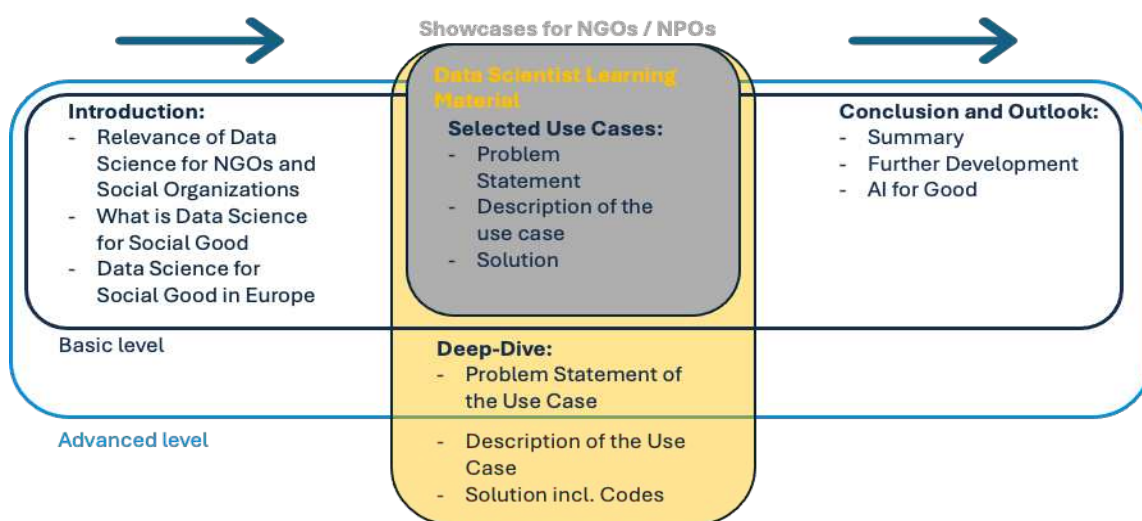 Showcases for NGOs / NPOs
Introduction:
- Relevance of Data
Science for NGOs and
Social Organizations
- What is Data Science
for Social Good
- Data Science for
Social Good in Europe
Basic level
Advanced level
Data Scientist Learning
Material
Selected Use Cases:
- Problem
Statement
- Description of the
use case
- Solution
Deep-Dive:
- Problem Statement of
the Use Case
- Description of the Use
Case
- Solution incl. Codes
Conclusion and Outlook:
- Summary
- Further Development
- AI for Good